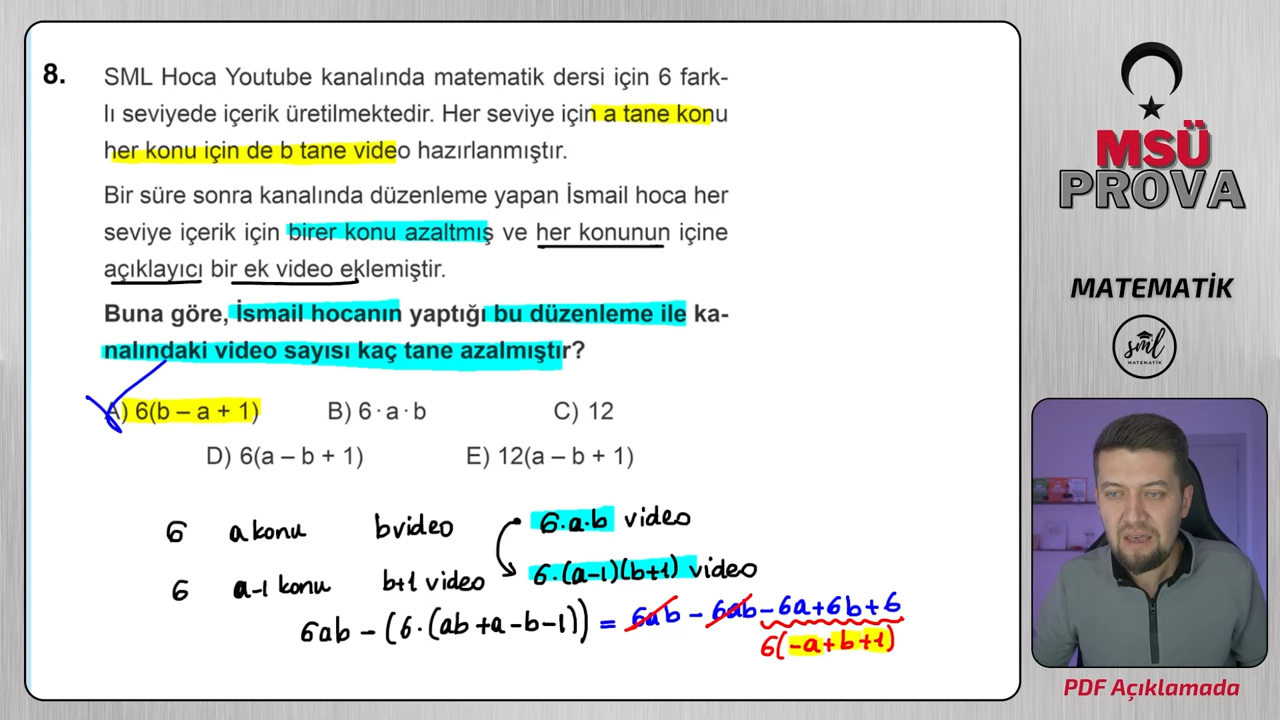 8. SML Hoca Youtube kanalında matematik dersi için 6 fark-
lı seviyede içerik üretilmektedir. Her seviye için a tane konu
her konu için de b tane video hazırlanmıştır.
Bir süre sonra kanalında düzenleme yapan İsmail hoca her
seviye içerik için birer konu azaltmış ve her konunun içine
açıklayıcı bir ek video eklemiştir.
Buna göre, İsmail hocanın yaptığı bu düzenleme ile ka-
nalındaki video sayısı kaç tane azalmıştır?
A) 6(b – a + 1) B) 6 · a · b C) 12
D) 6(a – b + 1) E) 12(a – b + 1)
6 a konu b video 6·a·b video
6 a-1 konu b+1 video 6·(a-1)(b+1) video
6ab - (6·(ab+a-b-1)) = 6ab - 6ab - 6a+6b+6
6(-a+b+1)
MSÜ
PROVA
MATEMATİK
sml
MATEMATİK
PDF Açıklamada